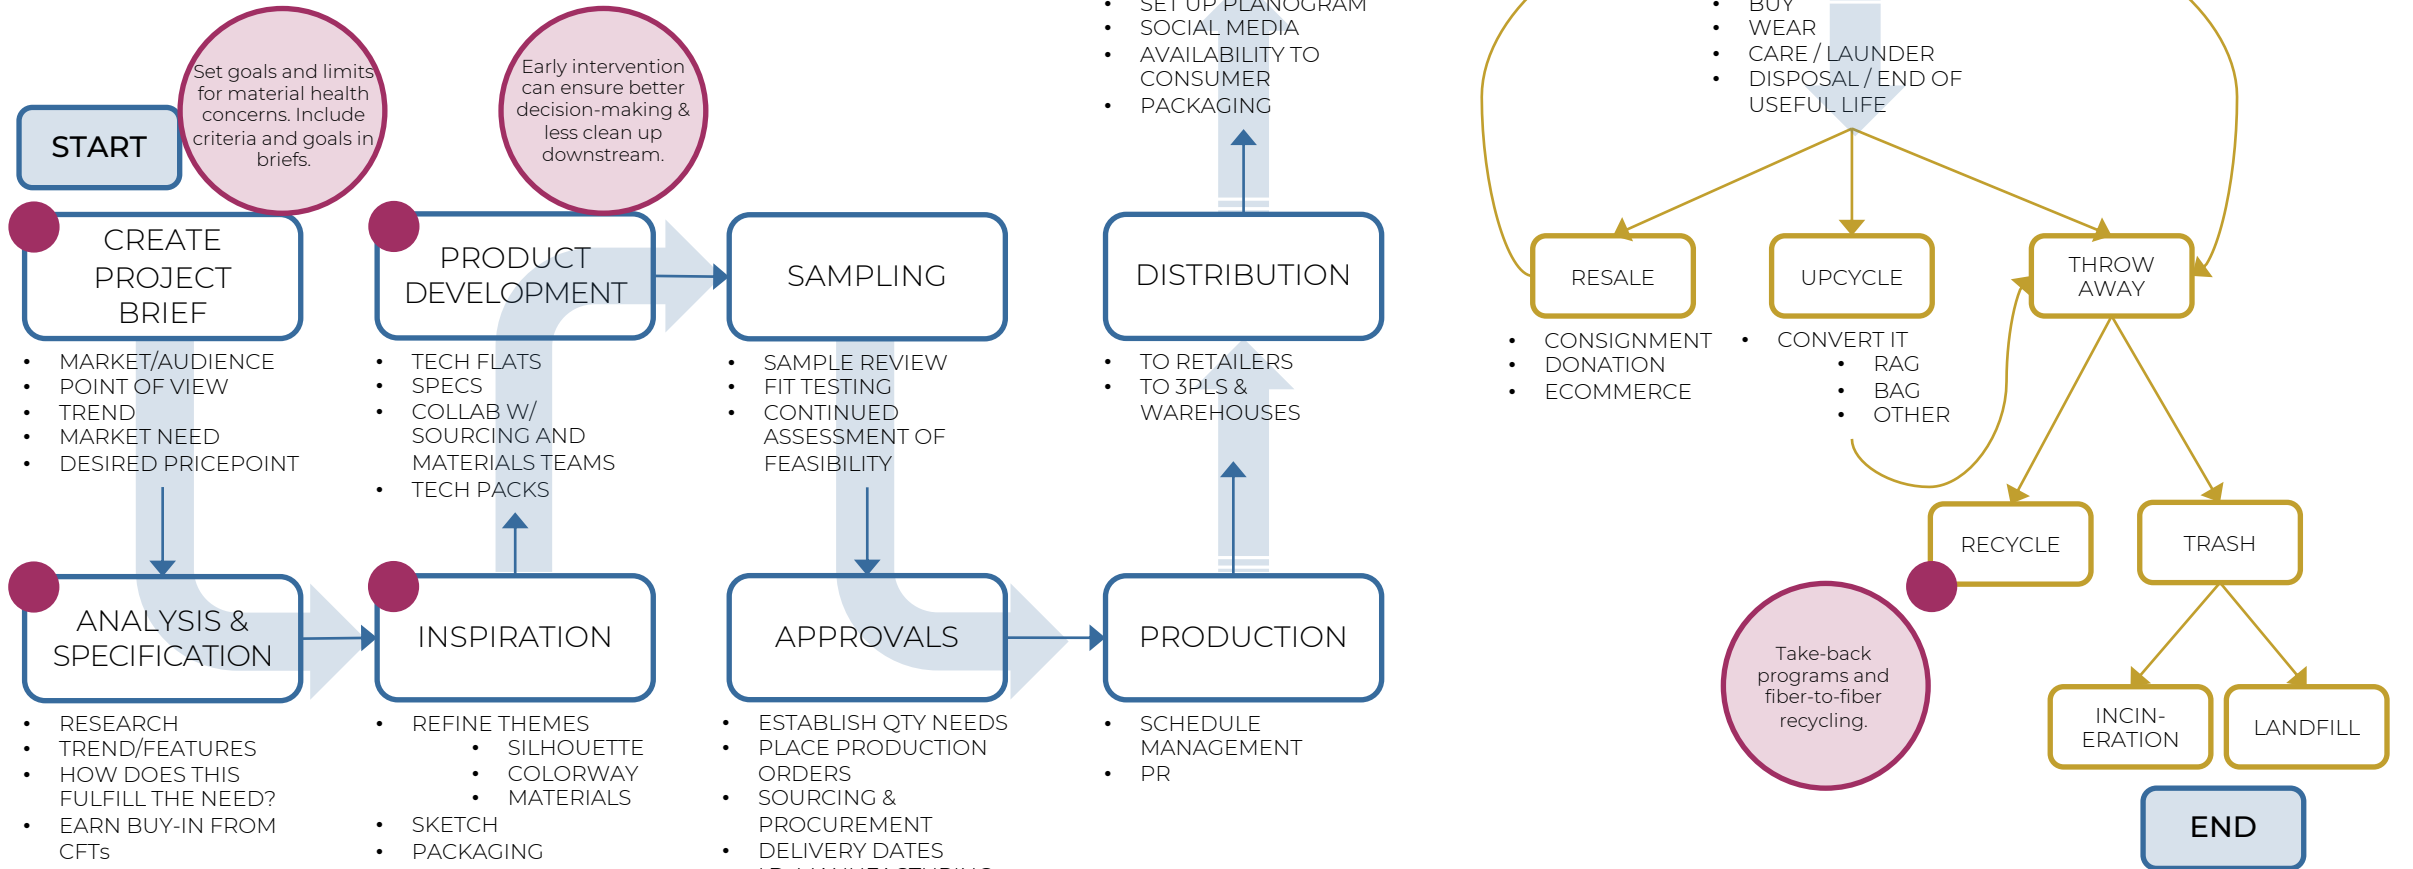 START
Set goals and limits
for material health
concerns. Include
criteria and goals in
briefs.
CREATE
PROJECT
BRIEF
• MARKET/AUDIENCE
• POINT OF VIEW
• TREND
• MARKET NEED
• DESIRED PRICEPOINT
ANALYSIS &
SPECIFICATION
• RESEARCH
• TREND/FEATURES
• HOW DOES THIS
FULFILL THE NEED?
• EARN BUY-IN FROM
CFTs
INSPIRATION
• REFINE THEMES
• SILHOUETTE
• COLORWAY
• MATERIALS
• SKETCH
• PACKAGING
Early intervention
can ensure better
decision-making &
less clean up
downstream.
PRODUCT
DEVELOPMENT
• TECH FLATS
• SPECS
• COLLAB W/
SOURCING AND
MATERIALS TEAMS
• TECH PACKS
SAMPLING
• SAMPLE REVIEW
• FIT TESTING
• CONTINUED
ASSESSMENT OF
FEASIBILITY
APPROVALS
• ESTABLISH QTY NEEDS
• PLACE PRODUCTION
ORDERS
• SOURCING &
PROCUREMENT
• DELIVERY DATES
PRODUCTION
• SCHEDULE
MANAGEMENT
• PR
DISTRIBUTION
• TO RETAILERS
• TO 3PLS &
WAREHOUSES
• SET UP PLANOGRAM
• SOCIAL MEDIA
• AVAILABILITY TO
CONSUMER
• PACKAGING
• BUY
• WEAR
• CARE / LAUNDER
• DISPOSAL / END OF
USEFUL LIFE
RESALE
• CONSIGNMENT
• DONATION
• ECOMMERCE
UPCYCLE
• CONVERT IT
• RAG
• BAG
• OTHER
THROW
AWAY
RECYCLE
Take-back
programs and
fiber-to-fiber
recycling.
TRASH
INCIN-
ERATION
LANDFILL
END